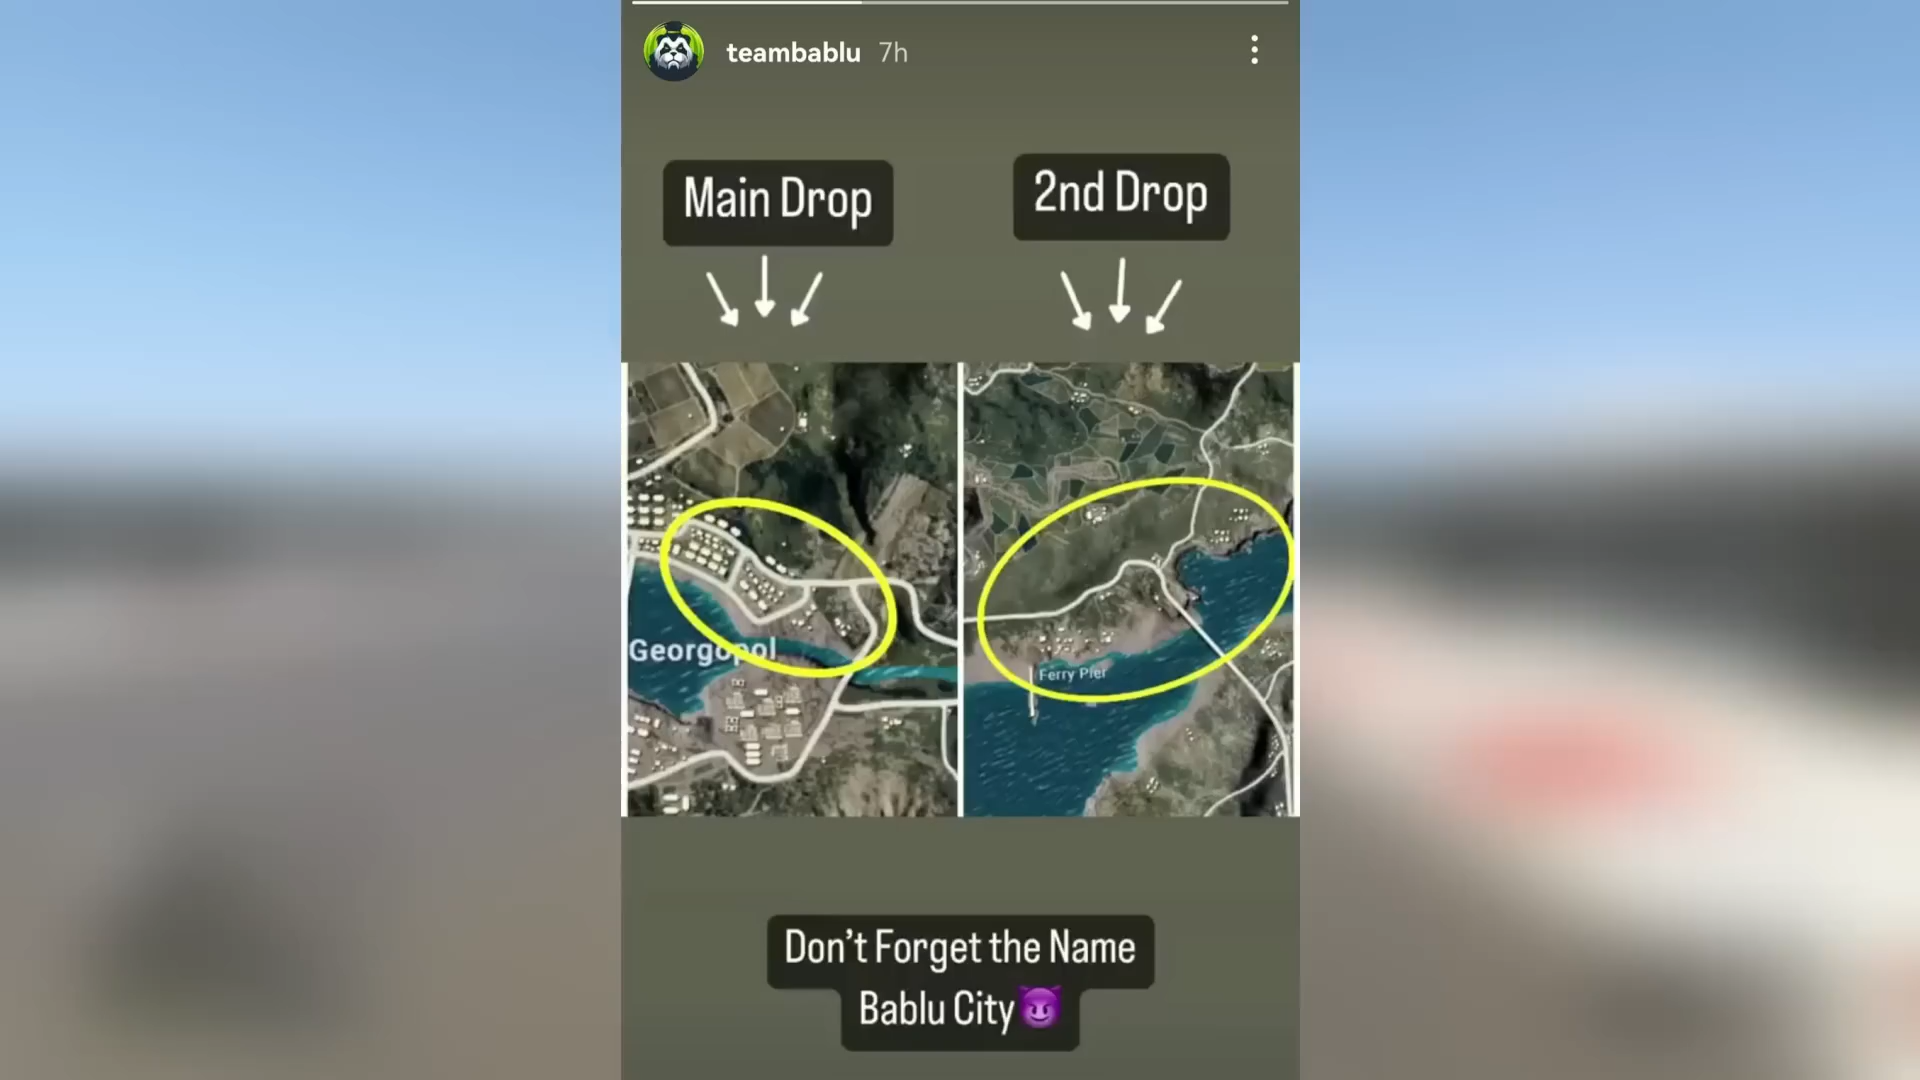 teambablu 7h
Main Drop
2nd Drop
Georgopol
Ferry Pier
Don't Forget the Name
Bablu City😈